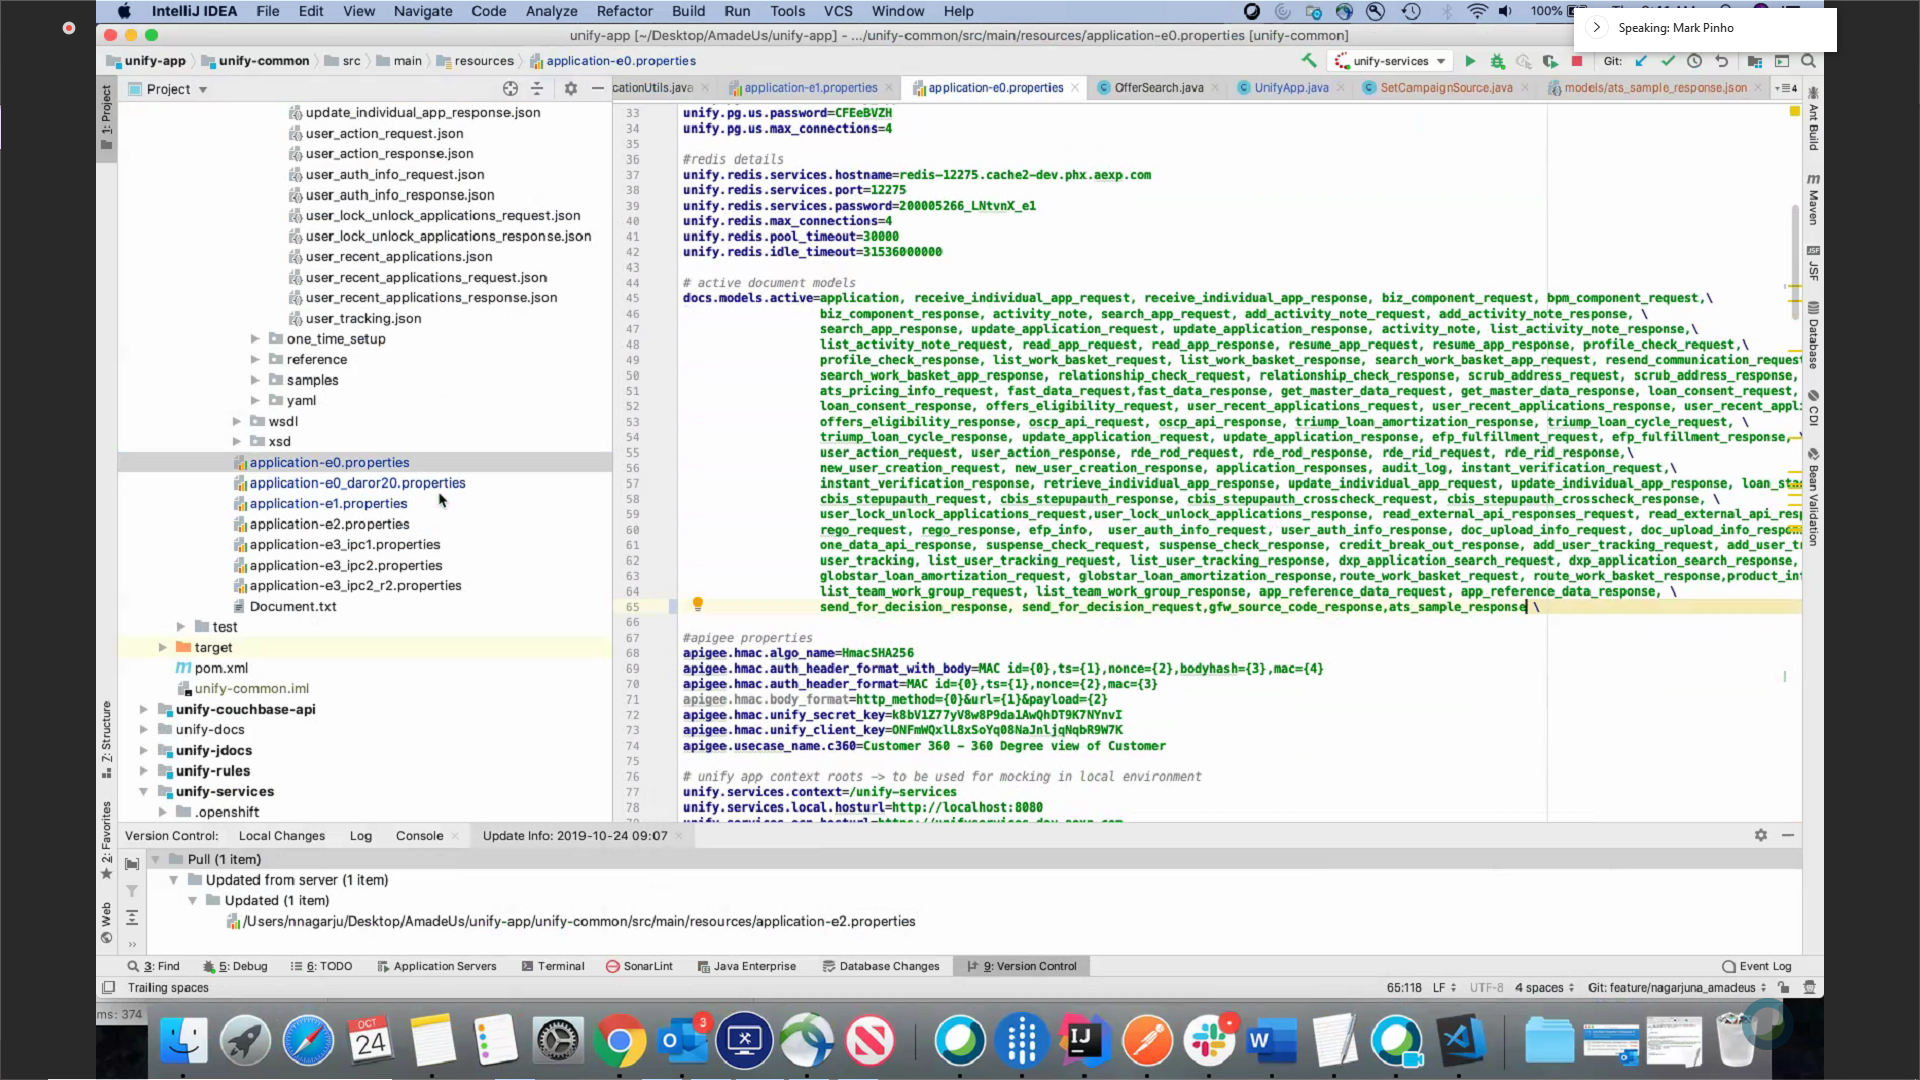 IntelliJ IDEA File Edit View Navigate Code Analyze Refactor Build Run Tools VCS Window Help 100%
Speaking: Mark Pinho
unify-app [~/Desktop/AmadeUs/unify-app] - .../unify-common/src/main/resources/application-e0.properties [unify-common]
unify-app unify-common src main resources application-e0.properties unify-services Git:
Project cationUtils.java application-e1.properties application-e0.properties OfferSearch.java UnifyApp.java SetCampaignSource.java models/ats_sample_response.json 4
1: Project
7: Structure
2: Favorites
Web
Ant Build
Maven
JSF
Database
CDI
Bean Validation
update_individual_app_response.json
user_action_request.json
user_action_response.json
user_auth_info_request.json
user_auth_info_response.json
user_lock_unlock_applications_request.json
user_lock_unlock_applications_response.json
user_recent_applications.json
user_recent_applications_request.json
user_recent_applications_response.json
user_tracking.json
one_time_setup
reference
samples
yaml
wsdl
xsd
application-e0.properties
application-e0_daror20.properties
application-e1.properties
application-e2.properties
application-e3_ipc1.properties
application-e3_ipc2.properties
application-e3_ipc2_r2.properties
Document.txt
test
target
pom.xml
unify-common.iml
unify-couchbase-api
unify-docs
unify-jdocs
unify-rules
unify-services
.openshift
33 unify.pg.us.password=CFEeBVZH
34 unify.pg.us.max_connections=4
35
36 #redis details
37 unify.redis.services.hostname=redis-12275.cache2-dev.phx.aexp.com
38 unify.redis.services.port=12275
39 unify.redis.services.password=200005266_LNtvnX_e1
40 unify.redis.max_connections=4
41 unify.redis.pool_timeout=30000
42 unify.redis.idle_timeout=31536000000
43
44 # active document models
45 docs.models.active=application, receive_individual_app_request, receive_individual_app_response, biz_component_request, bpm_component_request,\
46 biz_component_response, activity_note, search_app_request, add_activity_note_request, add_activity_note_response, \
47 search_app_response, update_application_request, update_application_response, activity_note, list_activity_note_response,\
48 list_activity_note_request, read_app_request, read_app_response, resume_app_request, resume_app_response, profile_check_request,\
49 profile_check_response, list_work_basket_request, list_work_basket_response, search_work_basket_app_request, resend_communication_request
50 search_work_basket_app_response, relationship_check_request, relationship_check_response, scrub_address_request, scrub_address_response,
51 ats_pricing_info_request, fast_data_request,fast_data_response, get_master_data_request, get_master_data_response, loan_consent_request,
52 loan_consent_response, offers_eligibility_request, user_recent_applications_request, user_recent_applications_response, user_recent_appl
53 offers_eligibility_response, oscp_api_request, oscp_api_response, triump_loan_amortization_response, triump_loan_cycle_request, \
54 triump_loan_cycle_response, update_application_request, update_application_response, efp_fulfillment_request, efp_fulfillment_response, \
55 user_action_request, user_action_response, rde_rod_request, rde_rod_response, rde_rid_request, rde_rid_response,\
56 new_user_creation_request, new_user_creation_response, application_responses, audit_log, instant_verification_request,\
57 instant_verification_response, retrieve_individual_app_response, update_individual_app_request, update_individual_app_response, loan_sta
58 cbis_stepupauth_request, cbis_stepupauth_response, cbis_stepupauth_crosscheck_request, cbis_stepupauth_crosscheck_response, \
59 user_lock_unlock_applications_request,user_lock_unlock_applications_response, read_external_api_responses_request, read_external_api_res
60 rego_request, rego_response, efp_info, user_auth_info_request, user_auth_info_response, doc_upload_info_request, doc_upload_info_respo
61 one_data_api_response, suspense_check_request, suspense_check_response, credit_break_out_response, add_user_tracking_request, add_user_tr
62 user_tracking, list_user_tracking_request, list_user_tracking_response, dxp_application_search_request, dxp_application_search_response,
63 globstar_loan_amortization_request, globstar_loan_amortization_response,route_work_basket_request, route_work_basket_response,product_inf
64 list_team_work_group_request, list_team_work_group_response, app_reference_data_request, app_reference_data_response, \
65 send_for_decision_response, send_for_decision_request,gfw_source_code_response,ats_sample_response \
66
67 #apigee properties
68 apigee.hmac.algo_name=HmacSHA256
69 apigee.hmac.auth_header_format_with_body=MAC id={0},ts={1},nonce={2},bodyhash={3},mac={4}
70 apigee.hmac.auth_header_format=MAC id={0},ts={1},nonce={2},mac={3}
71 apigee.hmac.body_format=http_method={0}&url={1}&payload={2}
72 apigee.hmac.unify_secret_key=k8bV1Z77yV8w8P9da1AwQhDT9K7NYnvI
73 apigee.hmac.unify_client_key=ONFmWQxlL8xSoYq08NaJnljqNqbR9W7K
74 apigee.usecase_name.c360=Customer 360 - 360 Degree view of Customer
75
76 # unify app context roots -> to be used for mocking in local environment
77 unify.services.context=/unify-services
78 unify.services.local.hosturl=http://localhost:8080
Version Control: Local Changes Log Console Update Info: 2019-10-24 09:07
Pull (1 item)
Updated from server (1 item)
Updated (1 item)
/Users/nnagarju/Desktop/AmadeUs/unify-app/unify-common/src/main/resources/application-e2.properties
3: Find 5: Debug 6: TODO Application Servers Terminal SonarLint Java Enterprise Database Changes 9: Version Control Event Log
Trailing spaces 65:118 LF UTF-8 4 spaces Git: feature/nagarjuna_amadeus
ms: 374
OCT
24
3
IJ
W